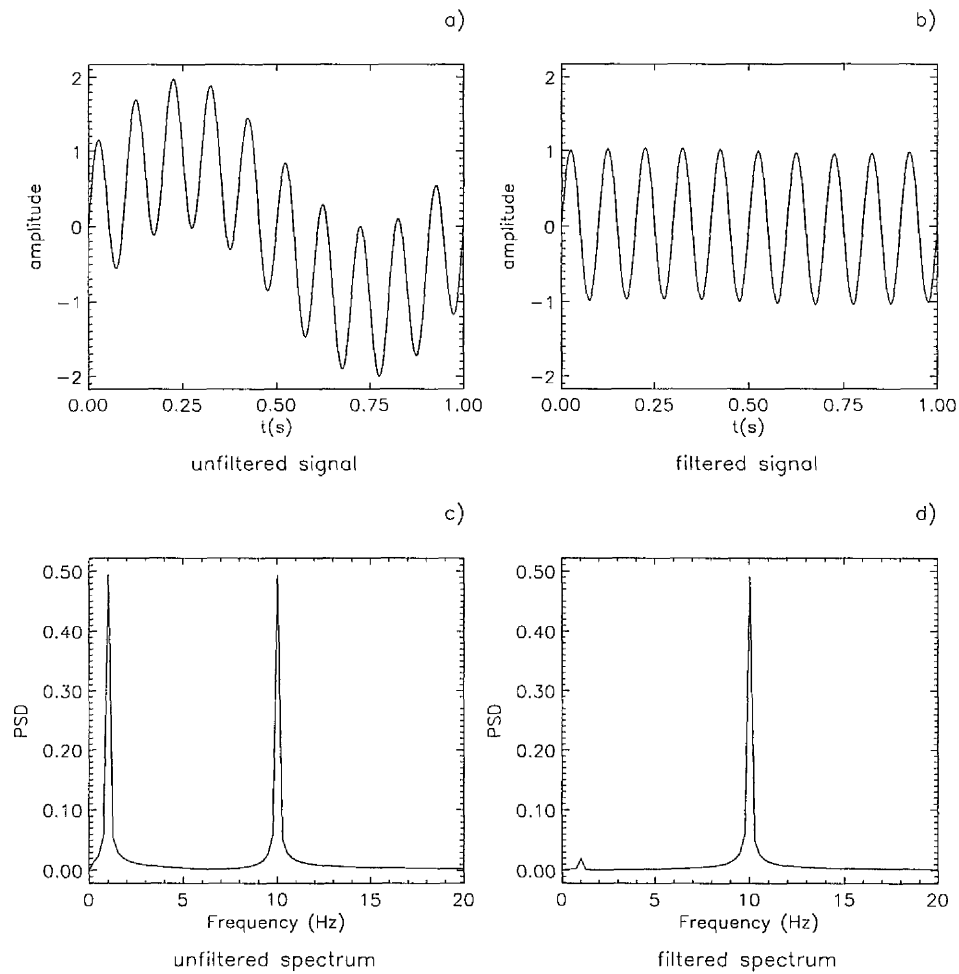 a)
b)
2
1
0
-1
-2
amplitude
0.00 0.25 0.50 0.75 1.00
t(s)
unfiltered signal
2
1
0
-1
-2
amplitude
0.00 0.25 0.50 0.75 1.00
t(s)
filtered signal
c)
d)
0.50
0.40
0.30
0.20
0.10
0.00
PSD
0 5 10 15 20
Frequency (Hz)
unfiltered spectrum
0.50
0.40
0.30
0.20
0.10
0.00
PSD
0 5 10 15 20
Frequency (Hz)
filtered spectrum